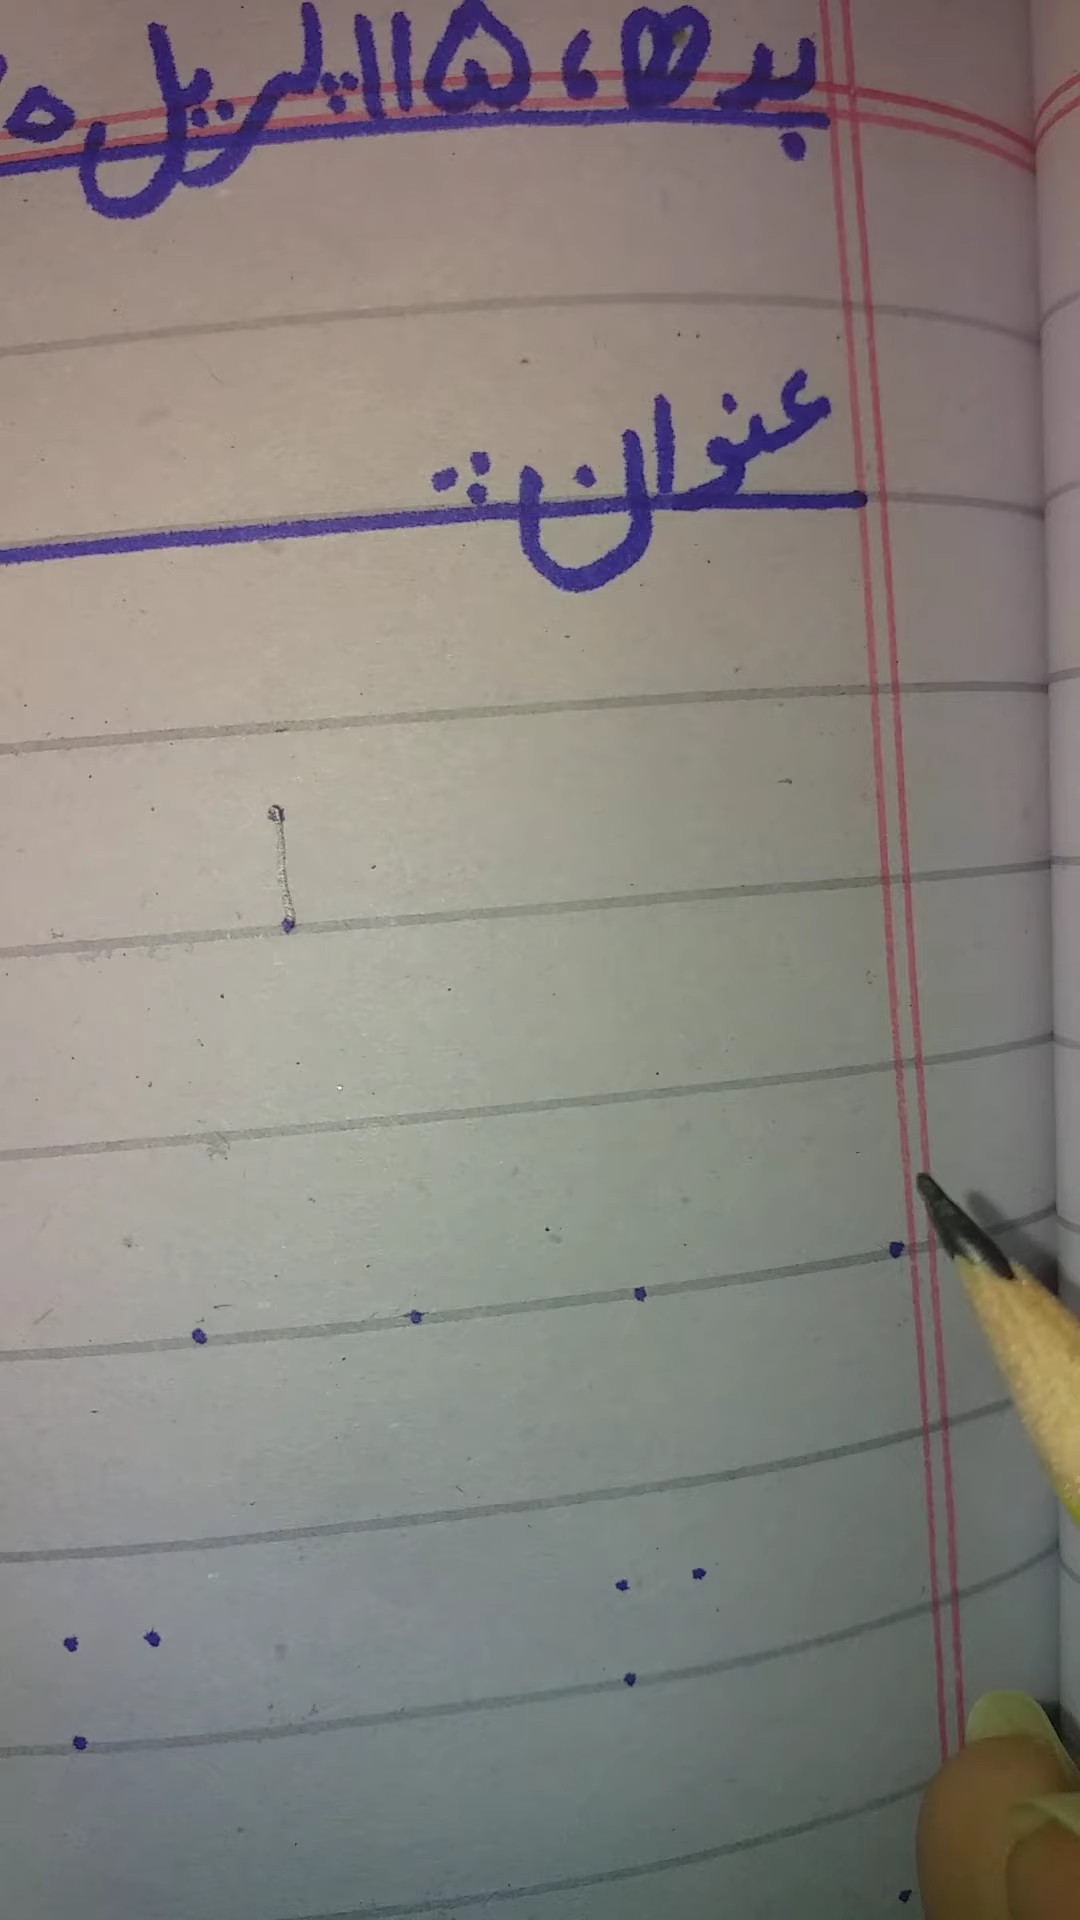 بدھ، ۱۵ اپریل
عنوان :
ا